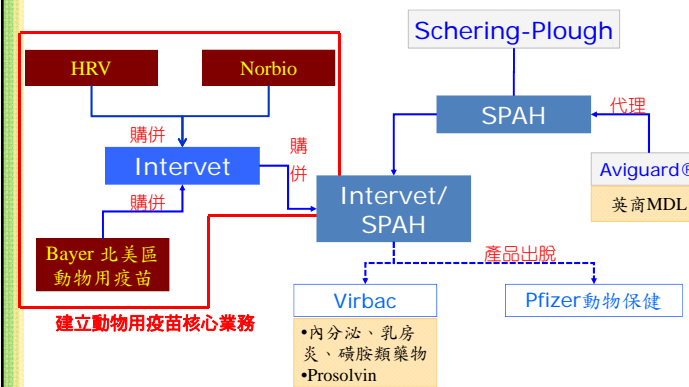 Schering-Plough
HRV
Norbio
代理
SPAH
購併
購
併
Intervet
Aviguard®
購併
Intervet/
SPAH
英商MDL
Bayer 北美區
動物用疫苗
產品出脫
Virbac
Pfizer動物保健
建立動物用疫苗核心業務
•內分泌、乳房
炎、磺胺類藥物
•Prosolvin